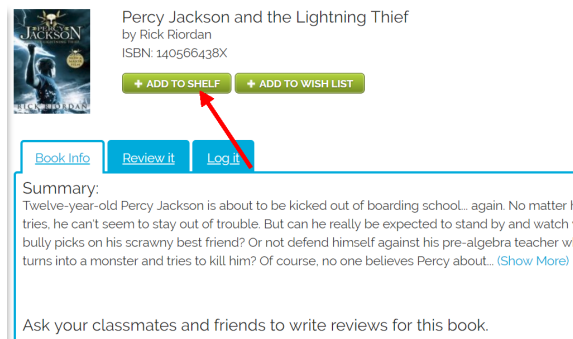 PERCY
JACKSON
RICK RIORDAN
Percy Jackson and the Lightning Thief
by Rick Riordan
ISBN: 140566438X
+ ADD TO SHELF + ADD TO WISH LIST
Book Info Review it Log it
Summary:
Twelve-year-old Percy Jackson is about to be kicked out of boarding school... again. No matter
tries, he can't seem to stay out of trouble. But can he really be expected to stand by and watch
bully picks on his scrawny best friend? Or not defend himself against his pre-algebra teacher
turns into a monster and tries to kill him? Of course, no one believes Percy about... (Show More)
Ask your classmates and friends to write reviews for this book.